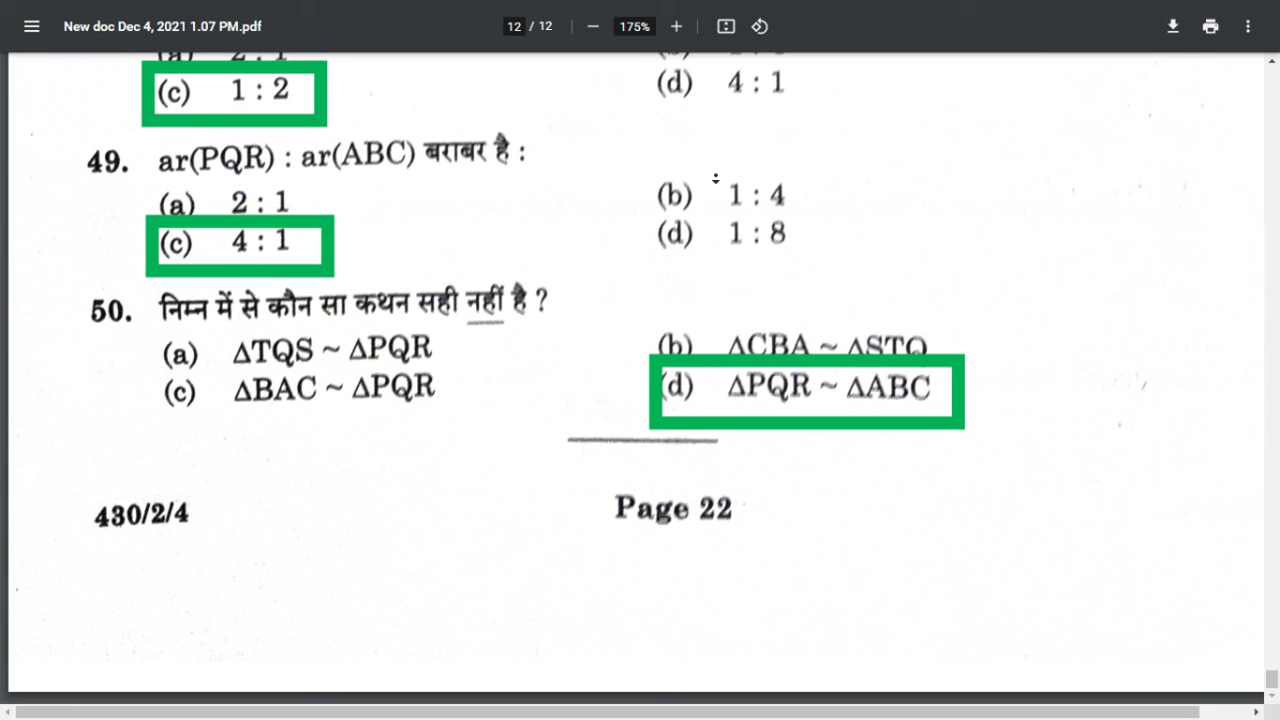 New doc Dec 4, 2021 1.07 PM.pdf
12 / 12
175%
(c) 1 : 2
(d) 4 : 1
49. ar(PQR) : ar(ABC) बराबर है :
(a) 2 : 1
(b) 1 : 4
(c) 4 : 1
(d) 1 : 8
50. निम्न में से कौन सा कथन सही नहीं है ?
(a) ΔTQS ~ ΔPQR
(b) ΔCBA ~ ΔSTQ
(c) ΔBAC ~ ΔPQR
(d) ΔPQR ~ ΔABC
430/2/4
Page 22